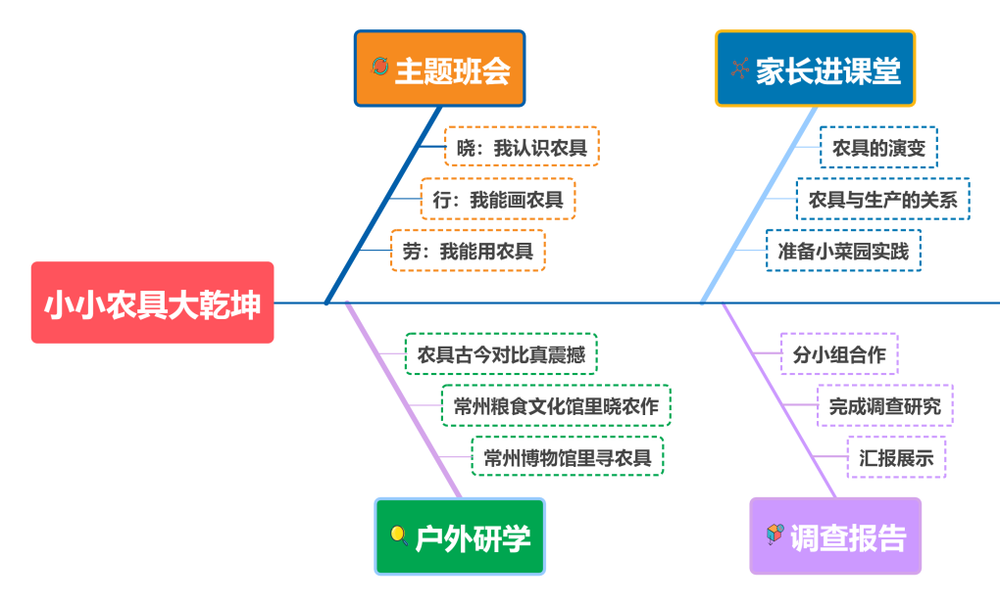 主题班会
家长进课堂
晓：我认识农具
行：我能画农具
劳：我能用农具
农具的演变
农具与生产的关系
准备小菜园实践
小小农具大乾坤
农具古今对比真震撼
常州粮食文化馆里晓农作
常州博物馆里寻农具
分小组合作
完成调查研究
汇报展示
户外研学
调查报告